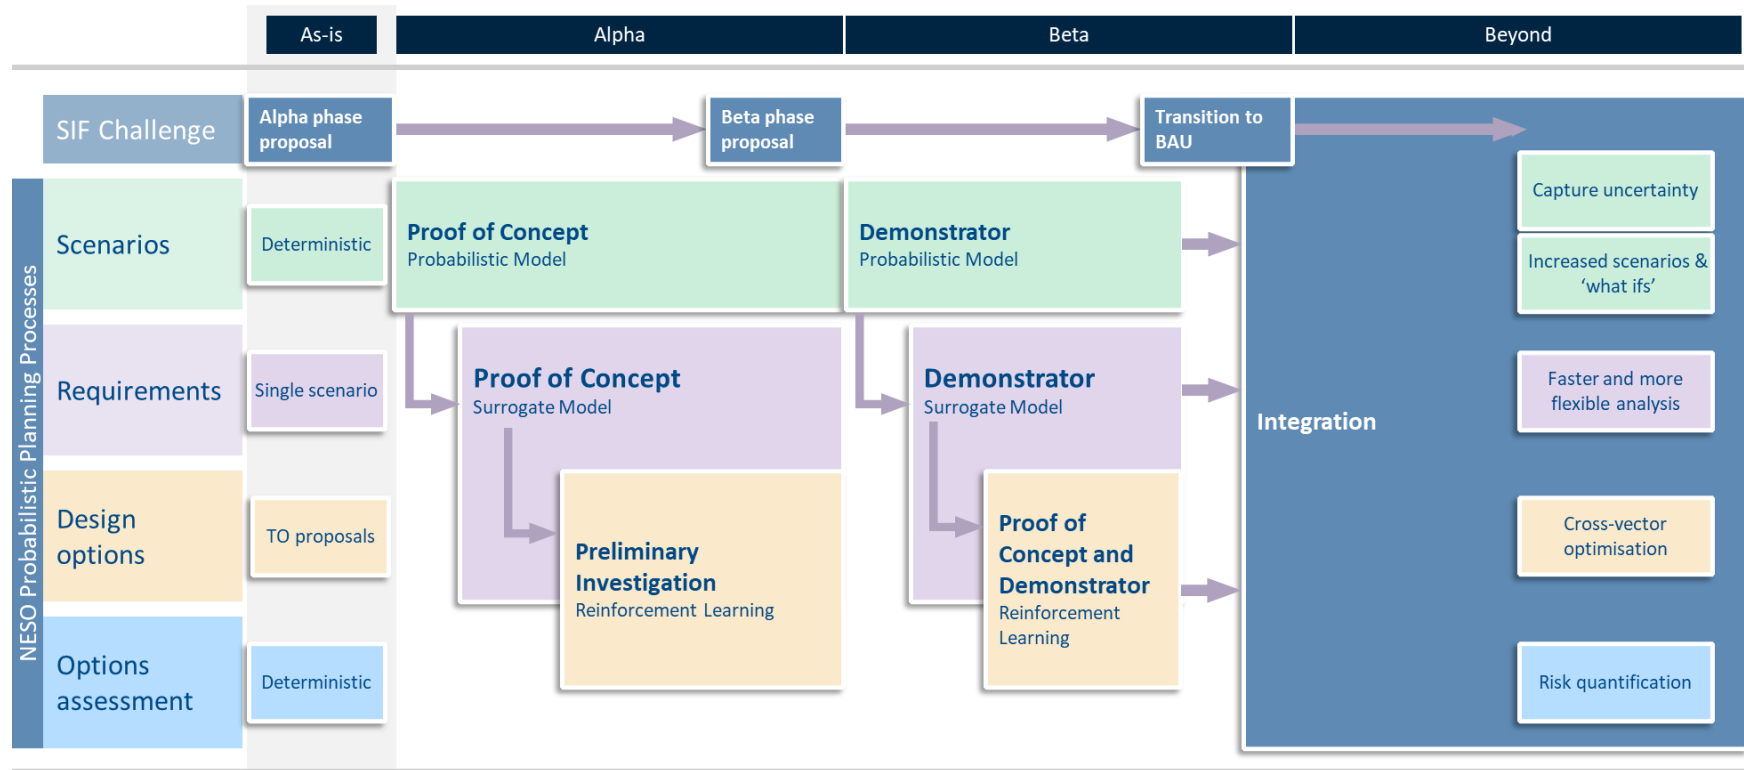 As-is
Alpha
Beta
Beyond
SIF Challenge
Alpha phase
proposal
Beta phase
proposal
Transition to
BAU
NESO Probabilistic Planning Processes
Scenarios
Deterministic
Proof of Concept
Probabilistic Model
Demonstrator
Probabilistic Model
Capture uncertainty
Increased scenarios &
‘what ifs’
Requirements
Single scenario
Proof of Concept
Surrogate Model
Demonstrator
Surrogate Model
Integration
Faster and more
flexible analysis
Design
options
TO proposals
Preliminary
Investigation
Reinforcement Learning
Proof of
Concept and
Demonstrator
Reinforcement
Learning
Cross-vector
optimisation
Options
assessment
Deterministic
Risk quantification